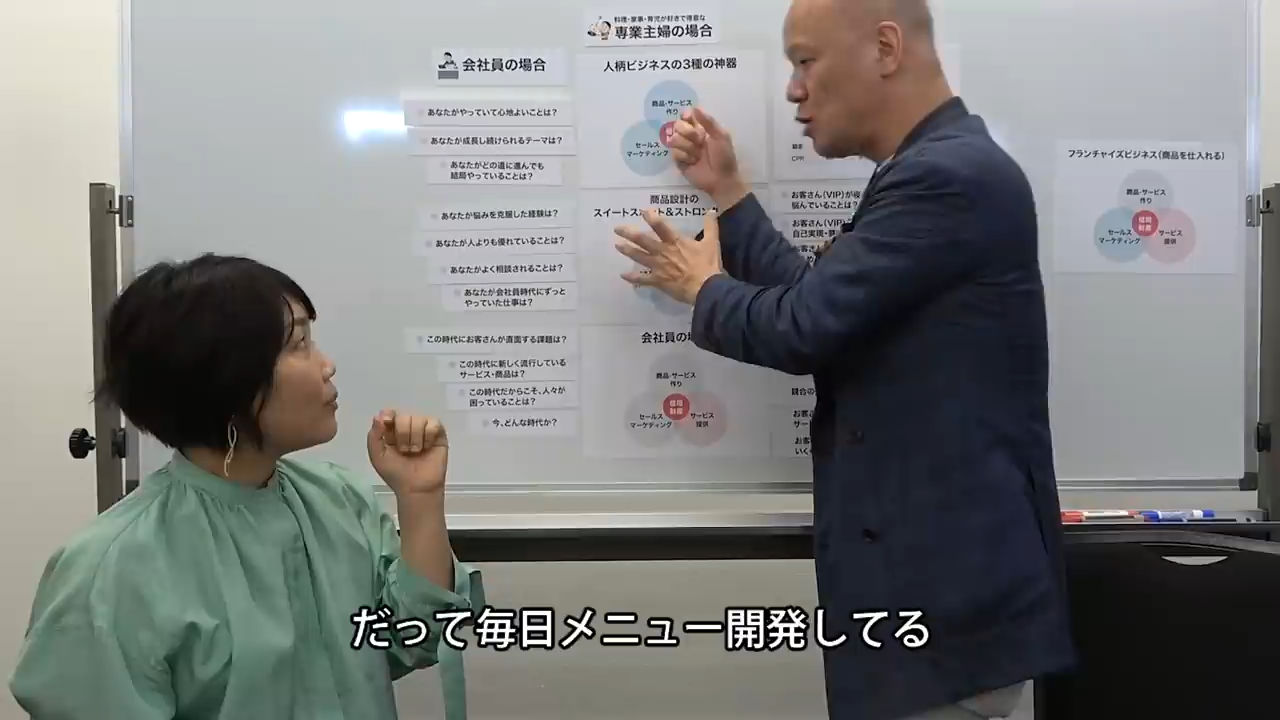 料理・家事・育児が好きで得意な
専業主婦の場合
会社員の場合
あなたがやっていて心地よいことは?
あなたが成長し続けられるテーマは?
あなたがどの道に進んでも
結局やっていることは?
あなたが悩みを克服した経験は?
あなたが人よりも優れていることは?
あなたがよく相談されることは?
あなたが会社員時代にずっと
やっていた仕事は?
この時代にお客さんが直面する課題は?
この時代に新しく流行している
サービス・商品は?
この時代だからこそ、人々が
困っていることは?
今、どんな時代か?
人柄ビジネスの3種の神器
商品・サービス
作り
セールス
マーケティング
商品設計の
会社員の場
商品・サービス
作り
信用
財産
セールス
マーケティング
サービス
提供
CPR
お客さん(VIP)が
悩んでいることは?
お客さん(VIP)
フランチャイズビジネス(商品を仕入れる)
商品・サービス
作り
信用
財産
セールス
マーケティング
サービス
提供
だって毎日メニュー開発してる